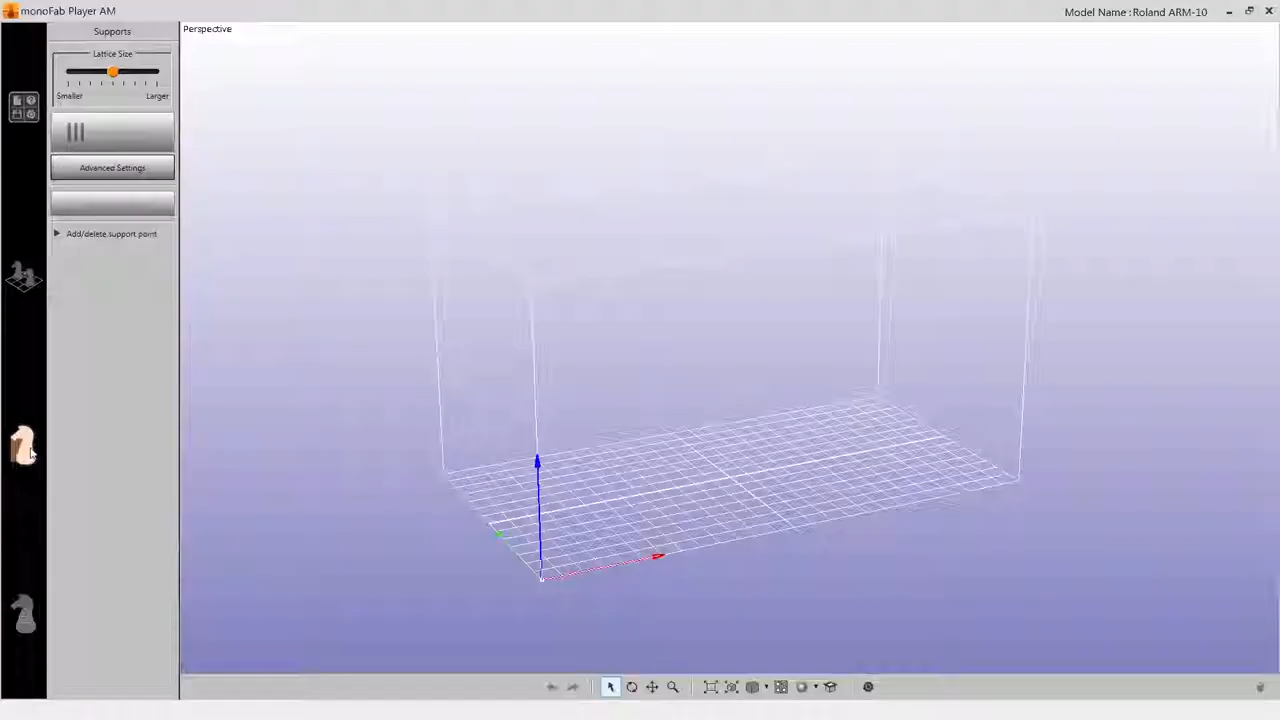 monoFab Player AM
Model Name :Roland ARM-10
Supports
Perspective
Lattice Size
Smaller
Larger
Advanced Settings
Add/delete support point